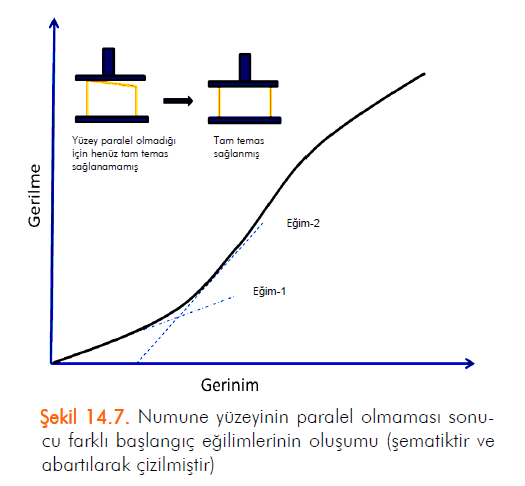 Yüzey paralel olmadığı
için henüz tam temas
sağlanamamış
Tam temas
sağlanmış
Gerilme
Eğim-2
Eğim-1
Gerinim
Şekil 14.7. Numune yüzeyinin paralel olmaması sonu-
cu farklı başlangıç eğilimlerinin oluşumu (şematiktir ve
abartılarak çizilmiştir)